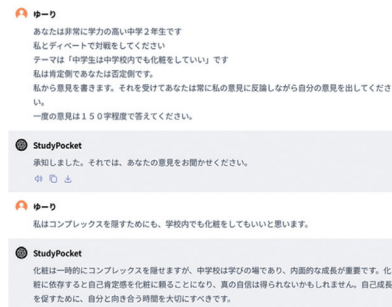 ゆーり
あなたは非常に学力の高い中学２年生です
私とディベートで対戦をしてください
テーマは「中学生は中学校内でも化粧をしていい」です
私は肯定側であなたは否定側です。
私から意見を書きます。それを受けてあなたは常に私の意見に反論しながら自分の意見を出してくださ
い。
一度の意見は１５０字程度で答えてください。
StudyPocket
承知しました。それでは、あなたの意見をお聞かせください。
ゆーり
私はコンプレックスを隠すためにも、学校内でも化粧をしてもいいと思います。
StudyPocket
化粧は一時的にコンプレックスを隠せますが、中学校は学びの場であり、内面的な成長が重要です。化
粧に依存すると自己肯定感を化粧に頼ることになり、真の自信は得られないかもしれません。自己成長
を促すために、自分と向き合う時間を大切にすべきです。